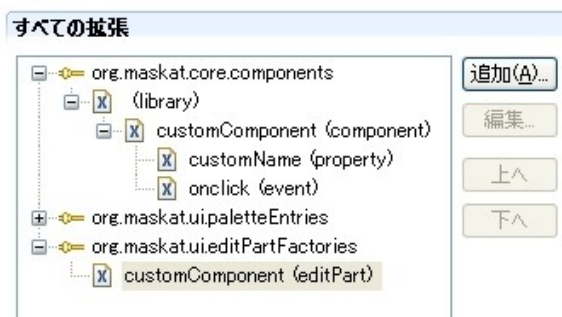 すべての拡張
org.maskat.core.components
追加(A)...
(library)
編集...
customComponent (component)
customName (property)
上へ
onclick (event)
org.maskat.ui.paletteEntries
下へ
org.maskat.ui.editPartFactories
customComponent (editPart)